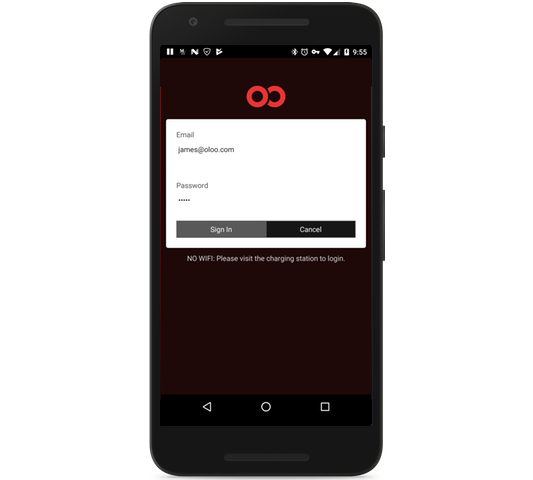 9:55
Email
james@oloo.com
Password
•••••
Sign In
Cancel
NO WIFI: Please visit the charging station to login.